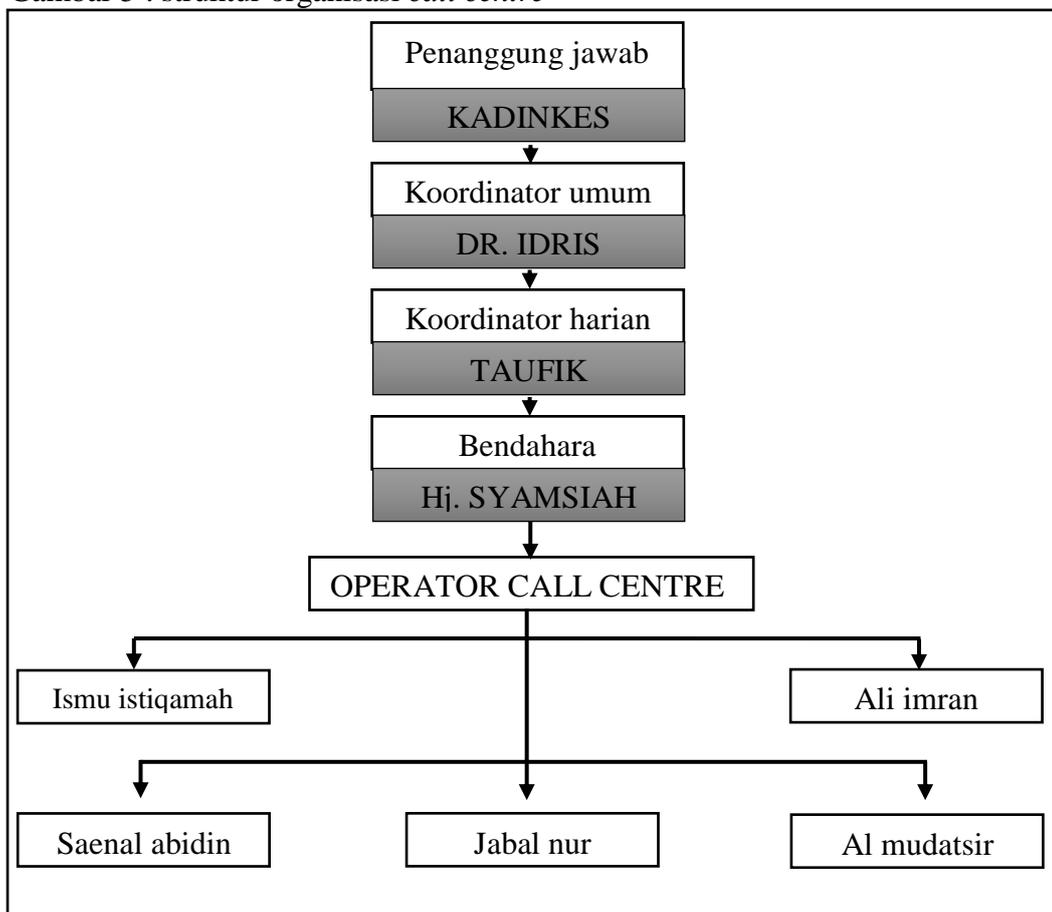 Gambar 5 : struktur organisasi call centre
Penanggung jawab
KADINKES
Koordinator umum
DR. IDRIS
Koordinator harian
TAUFIK
Bendahara
Hj. SYAMSIAH
OPERATOR CALL CENTRE
Ismu istiqamah
Ali imran
Saenal abidin
Jabal nur
Al mudatsir